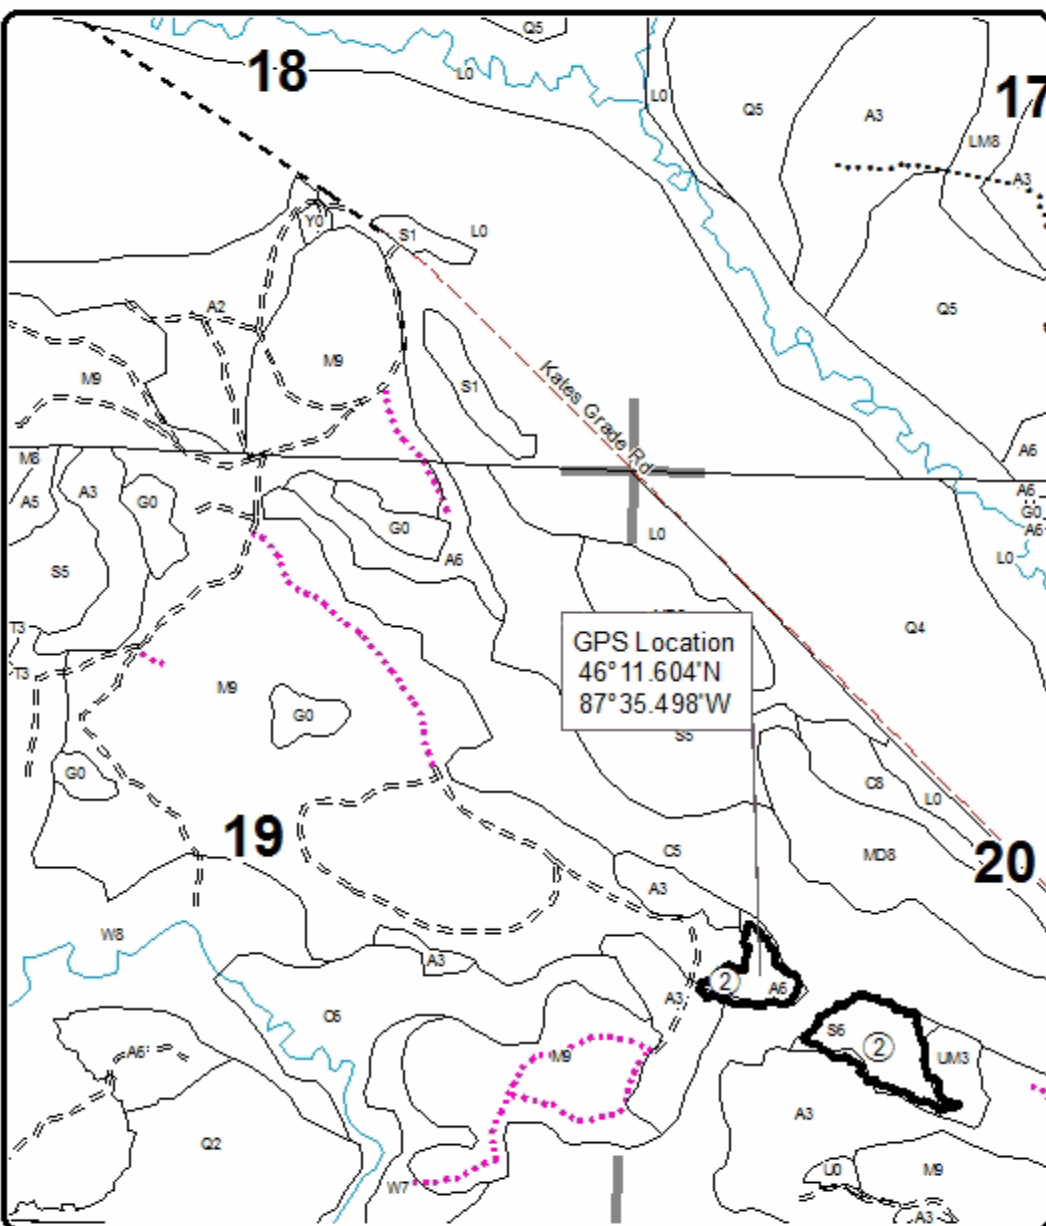 Q5
18
L0
L0
Q5
A3
17
LM8
A3
Y0
S1
L0
A2
Q5
M9
M9
S1
Kates Grade Rd
A6
M8
A3
A5
G0
G0
A6
A6
G0
A6
L0
L0
S5
Q4
T3
T3
GPS Location
46°11.604'N
87°35.498'W
M9
G0
S5
G0
C8
L0
19
C5
MD8
20
A3
W8
A3
A3
2
A6
C6
S6
2
UM3
A6
M9
A3
Q2
U0
M9
W7
A3